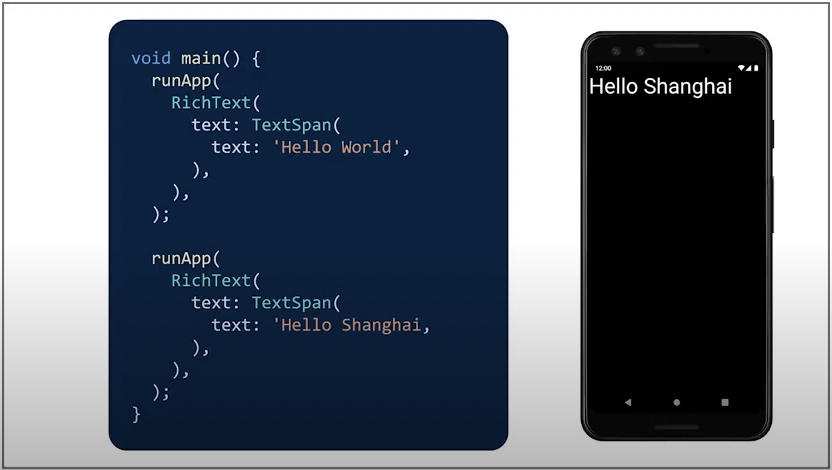 void main() {
  runApp(
    RichText(
      text: TextSpan(
        text: 'Hello World',
      ),
    ),
  );

  runApp(
    RichText(
      text: TextSpan(
        text: 'Hello Shanghai,
      ),
    ),
  );
}
12:00
Hello Shanghai